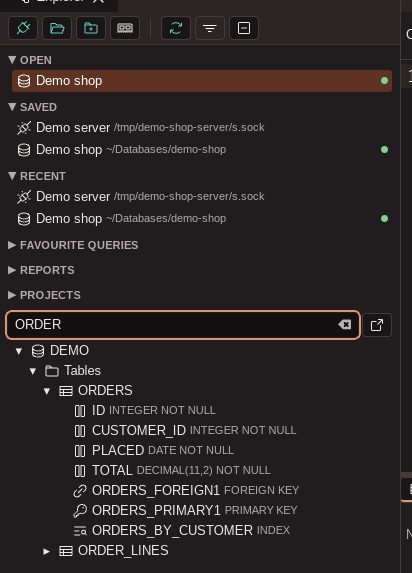 Explorer
OPEN
Demo shop
SAVED
Demo server /tmp/demo-shop-server/s.sock
Demo shop ~/Databases/demo-shop
RECENT
Demo server /tmp/demo-shop-server/s.sock
Demo shop ~/Databases/demo-shop
FAVOURITE QUERIES
REPORTS
PROJECTS
ORDER
DEMO
Tables
ORDERS
ID INTEGER NOT NULL
CUSTOMER_ID INTEGER NOT NULL
PLACED DATE NOT NULL
TOTAL DECIMAL(11,2) NOT NULL
ORDERS_FOREIGN1 FOREIGN KEY
ORDERS_PRIMARY1 PRIMARY KEY
ORDERS_BY_CUSTOMER INDEX
ORDER_LINES